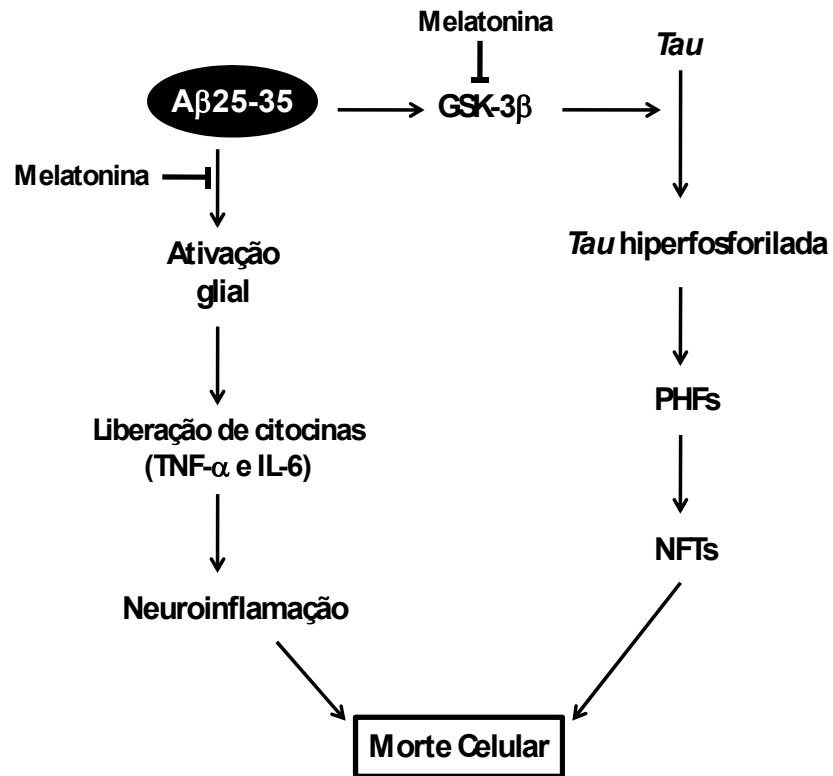 Melatonina
Tau
Aβ25-35
GSK-3β
Melatonina
Ativação
glial
Tau hiperfosforilada
Liberação de citocinas
(TNF-α e IL-6)
PHFs
NFTs
Neuroinflamação
Morte Celular